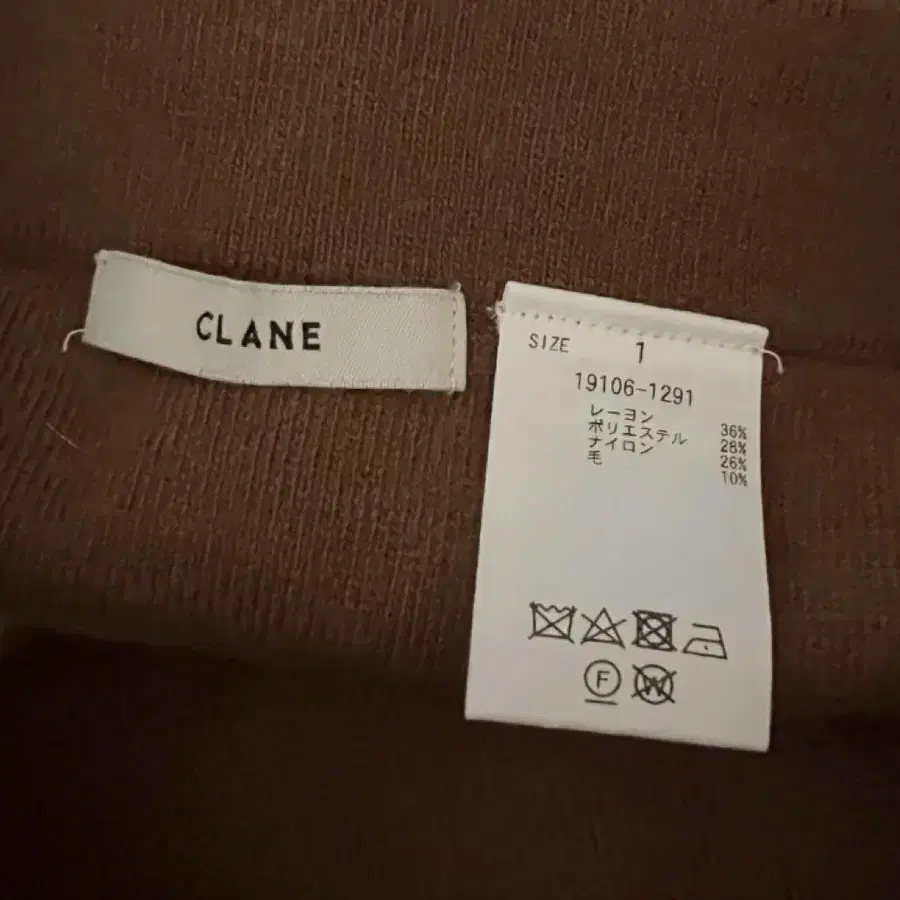 CLANE
SIZE 1
19106-1291
レーヨン 36%
ポリエステル 28%
ナイロン 26%
毛 10%
F W